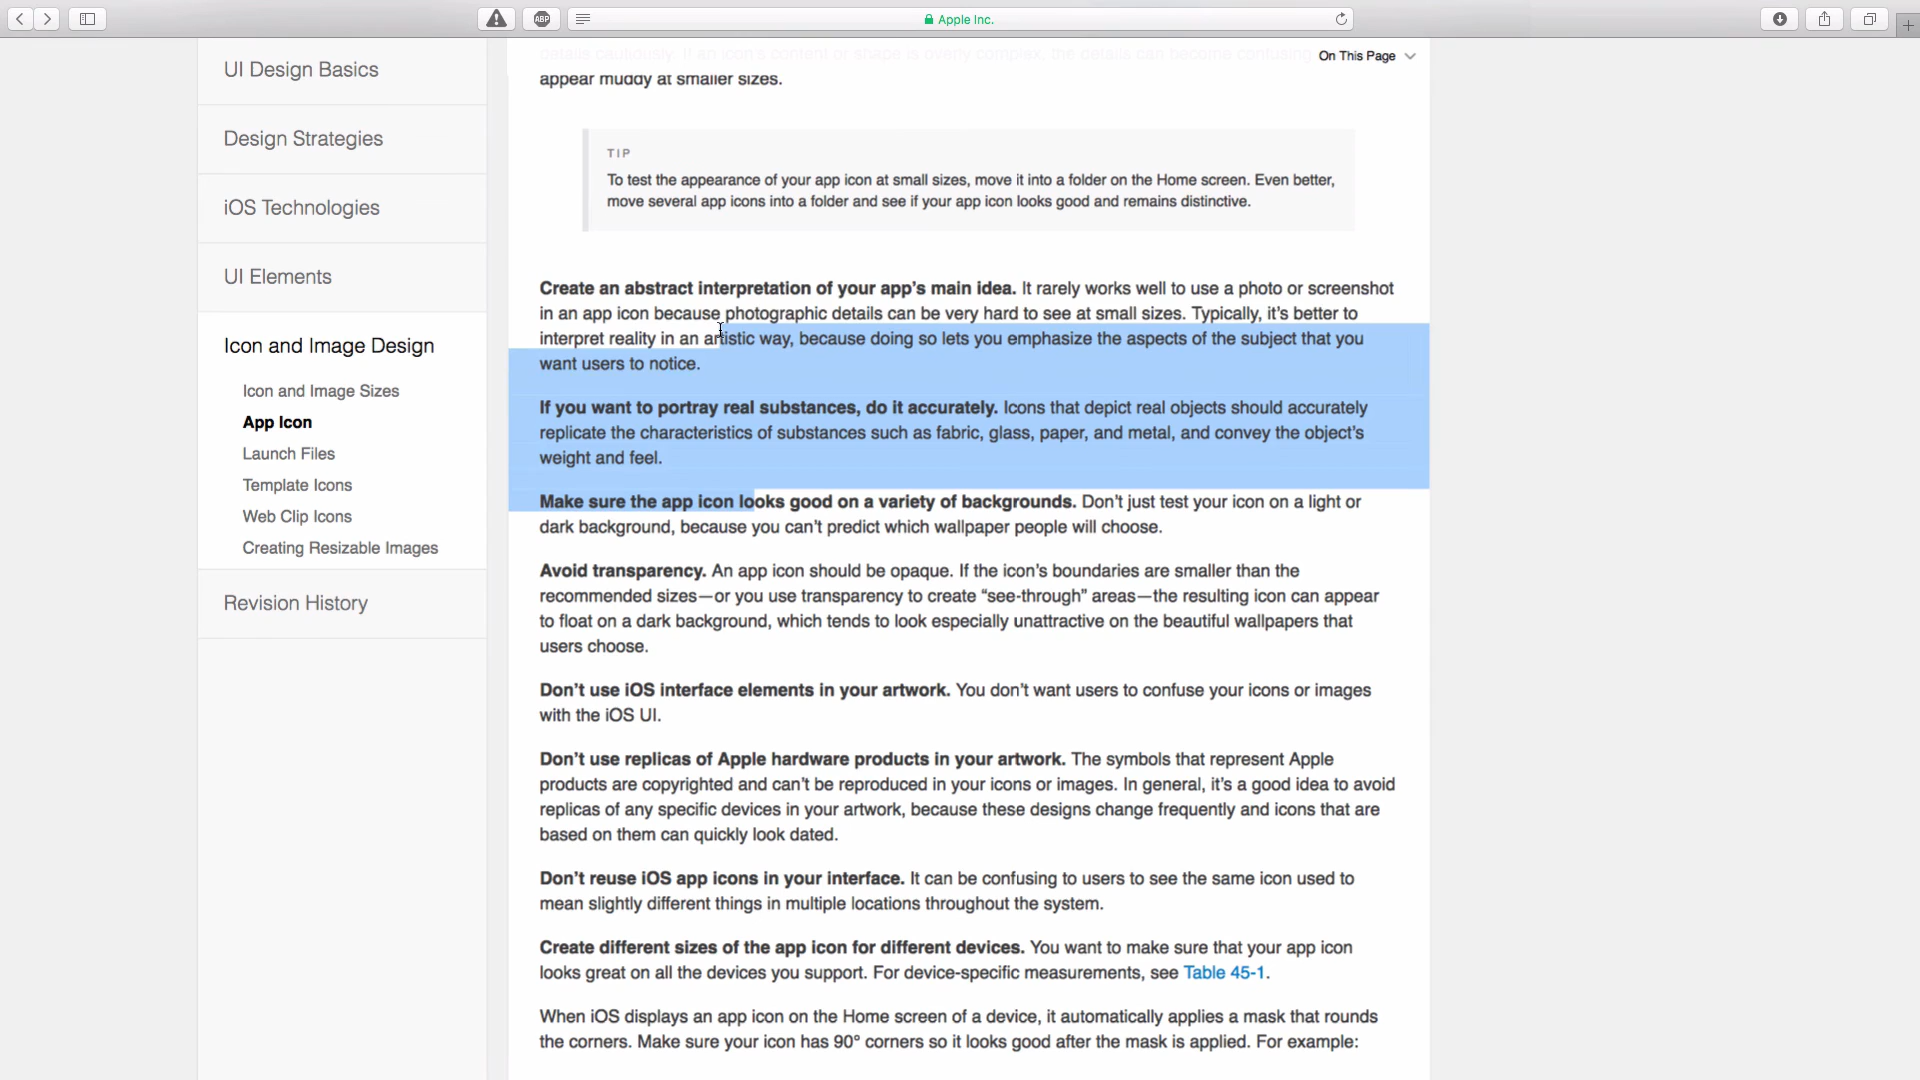 ABP
Apple Inc.
UI Design Basics
Design Strategies
iOS Technologies
UI Elements
Icon and Image Design
Icon and Image Sizes
App Icon
Launch Files
Template Icons
Web Clip Icons
Creating Resizable Images
Revision History
On This Page
details cautiously. If an icon's content or shape is overly complex, the details can become confusing
appear muddy at smaller sizes.
TIP
To test the appearance of your app icon at small sizes, move it into a folder on the Home screen. Even better,
move several app icons into a folder and see if your app icon looks good and remains distinctive.
Create an abstract interpretation of your app’s main idea. It rarely works well to use a photo or screenshot
in an app icon because photographic details can be very hard to see at small sizes. Typically, it’s better to
interpret reality in an artistic way, because doing so lets you emphasize the aspects of the subject that you
want users to notice.
If you want to portray real substances, do it accurately. Icons that depict real objects should accurately
replicate the characteristics of substances such as fabric, glass, paper, and metal, and convey the object’s
weight and feel.
Make sure the app icon looks good on a variety of backgrounds. Don’t just test your icon on a light or
dark background, because you can’t predict which wallpaper people will choose.
Avoid transparency. An app icon should be opaque. If the icon’s boundaries are smaller than the
recommended sizes—or you use transparency to create “see-through” areas—the resulting icon can appear
to float on a dark background, which tends to look especially unattractive on the beautiful wallpapers that
users choose.
Don’t use iOS interface elements in your artwork. You don’t want users to confuse your icons or images
with the iOS UI.
Don’t use replicas of Apple hardware products in your artwork. The symbols that represent Apple
products are copyrighted and can’t be reproduced in your icons or images. In general, it’s a good idea to avoid
replicas of any specific devices in your artwork, because these designs change frequently and icons that are
based on them can quickly look dated.
Don’t reuse iOS app icons in your interface. It can be confusing to users to see the same icon used to
mean slightly different things in multiple locations throughout the system.
Create different sizes of the app icon for different devices. You want to make sure that your app icon
looks great on all the devices you support. For device-specific measurements, see Table 45-1.
When iOS displays an app icon on the Home screen of a device, it automatically applies a mask that rounds
the corners. Make sure your icon has 90° corners so it looks good after the mask is applied. For example: